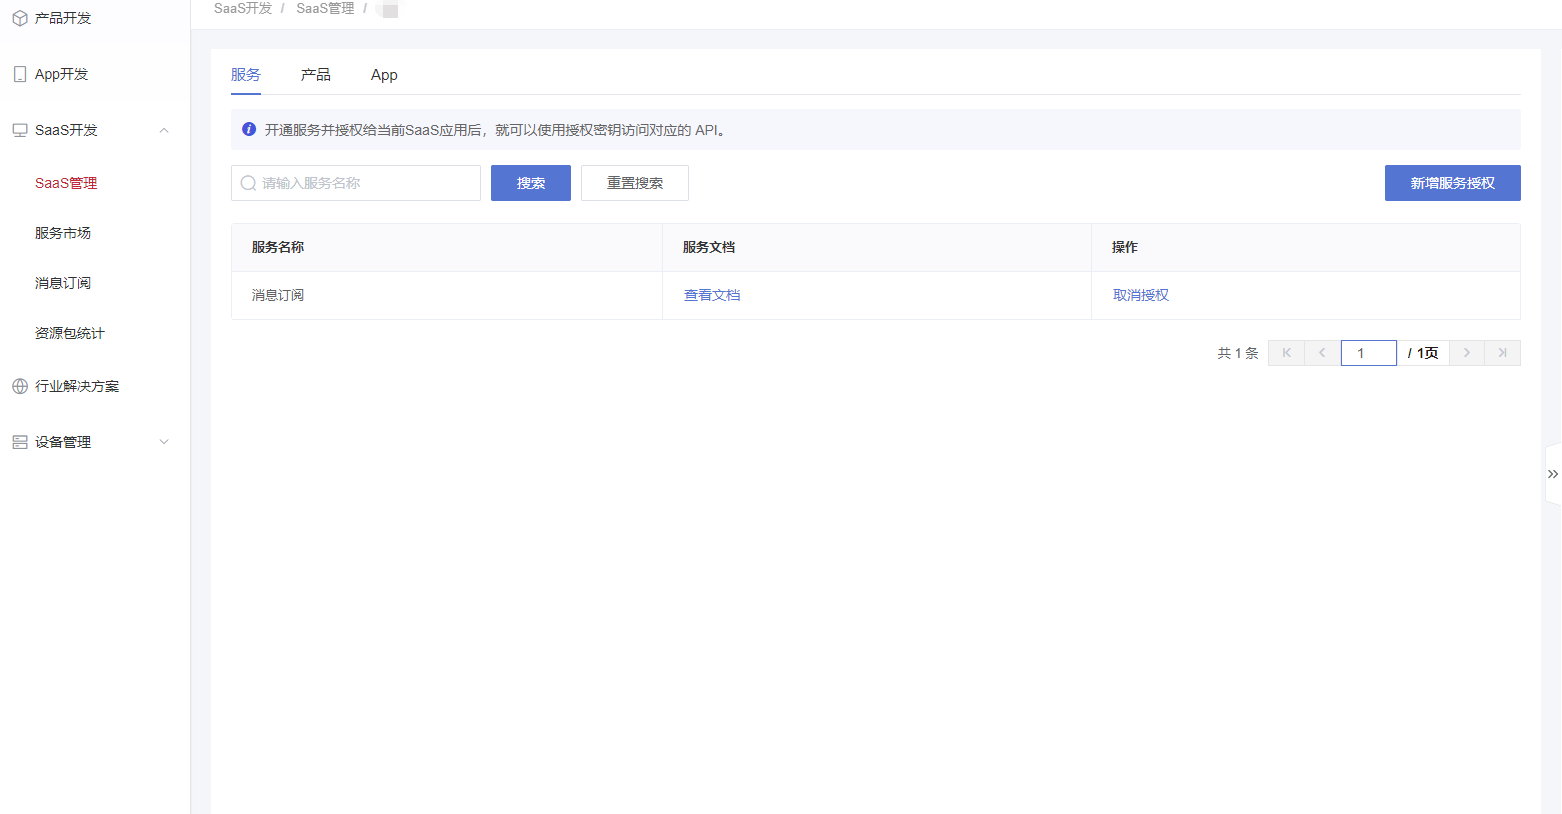 产品开发
App开发
SaaS开发
SaaS管理
服务市场
消息订阅
资源包统计
行业解决方案
设备管理
SaaS开发 / SaaS管理 /
服务 产品 App
开通服务并授权给当前SaaS应用后，就可以使用授权密钥访问对应的 API。
请输入服务名称 搜索 重置搜索 新增服务授权
服务名称 服务文档 操作
消息订阅 查看文档 取消授权
共 1 条 1 / 1页